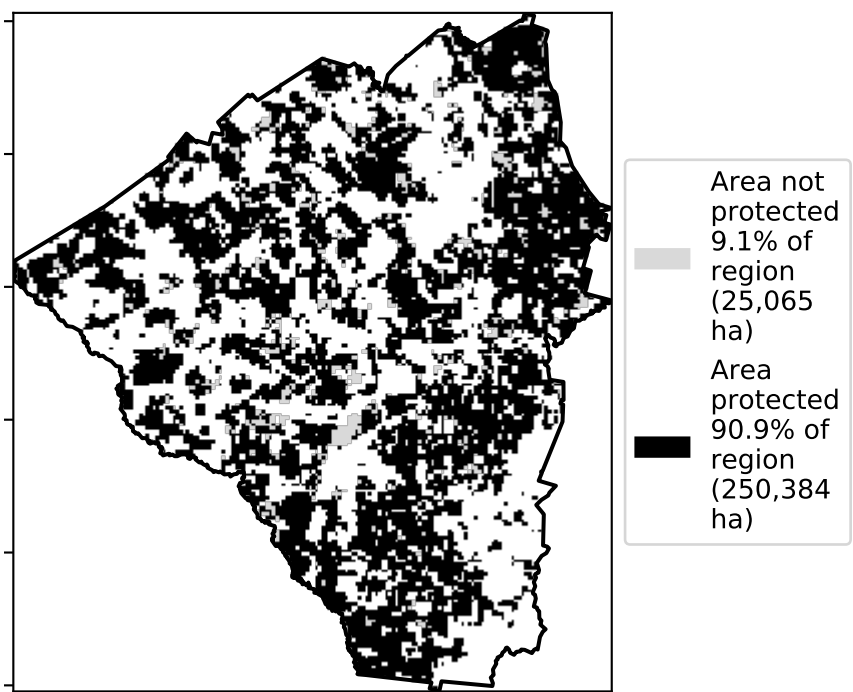 Area not
protected
9.1% of
region
(25,065
ha)
Area
protected
90.9% of
region
(250,384
ha)